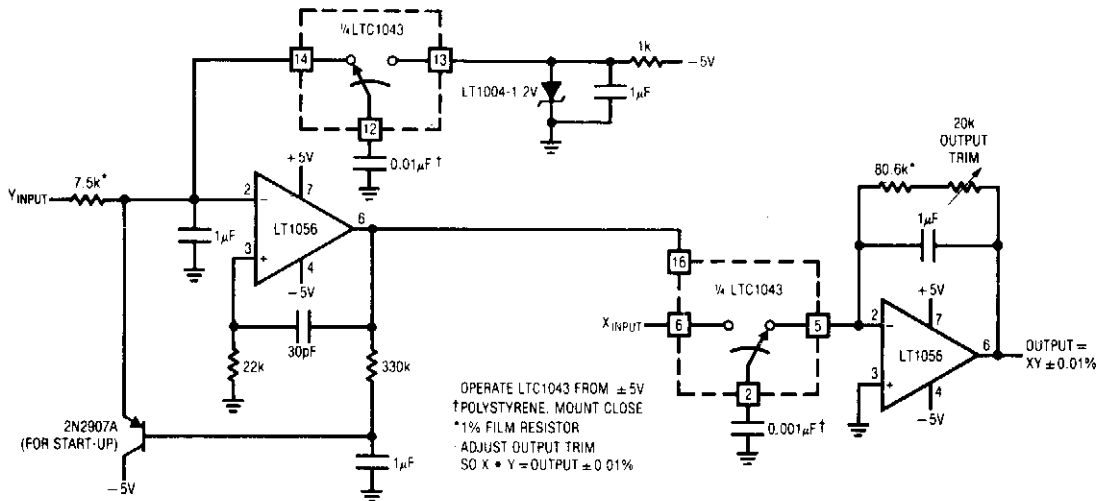 ¼ LTC1043
14
13
12
1k
−5V
LT1004-1 2V
1µF
0.01µF †
20k
OUTPUT
TRIM
80.6k*
1µF
Y INPUT
7.5k*
+5V
2
7
−
LT1056
6
3
+
4
−5V
1µF
30pF
22k
330k
2N2907A
(FOR START-UP)
−5V
1µF
16
¼ LTC1043
X INPUT
6
5
2
0.001µF †
+5V
2
7
−
LT1056
6
3
+
4
−5V
OUTPUT =
XY ± 0.01%
OPERATE LTC1043 FROM ±5V
†POLYSTYRENE, MOUNT CLOSE
*1% FILM RESISTOR
ADJUST OUTPUT TRIM
SO X • Y = OUTPUT ± 0.01%